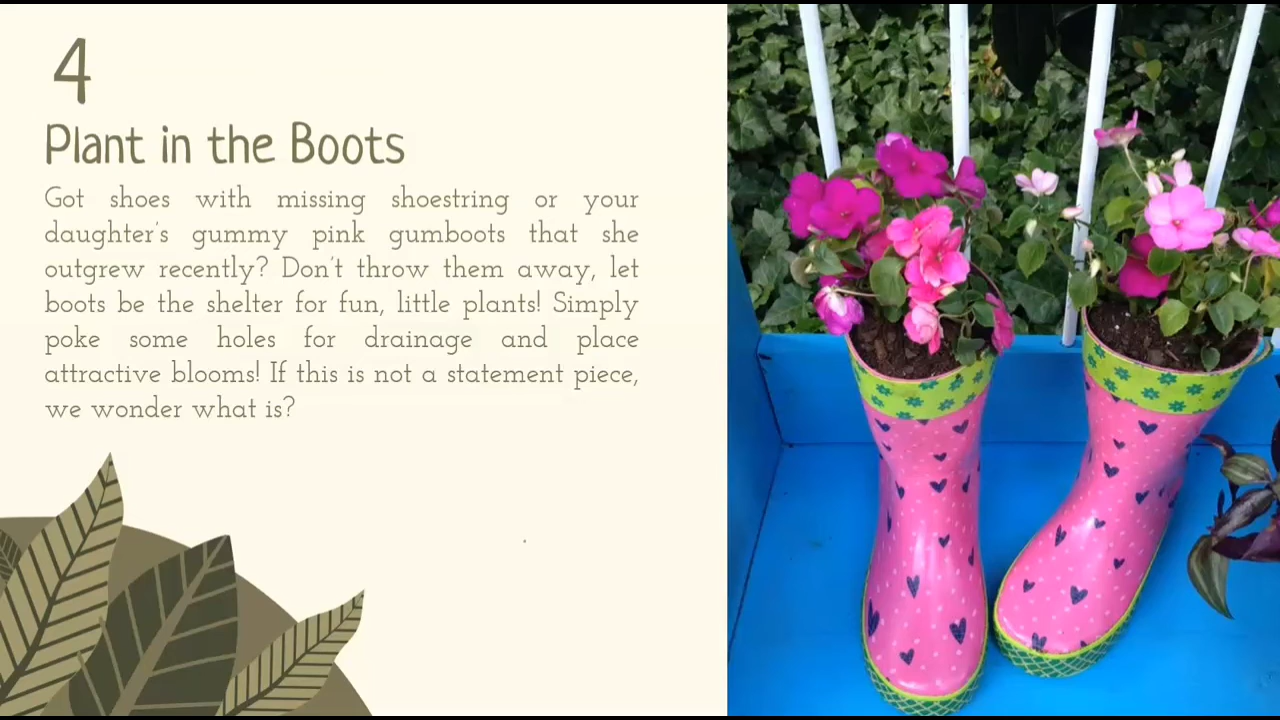 4
Plant in the Boots
Got shoes with missing shoestring or your
daughter's gummy pink gumboots that she
outgrew recently? Don't throw them away, let
boots be the shelter for fun, little plants! Simply
poke some holes for drainage and place
attractive blooms! If this is not a statement piece,
we wonder what is?